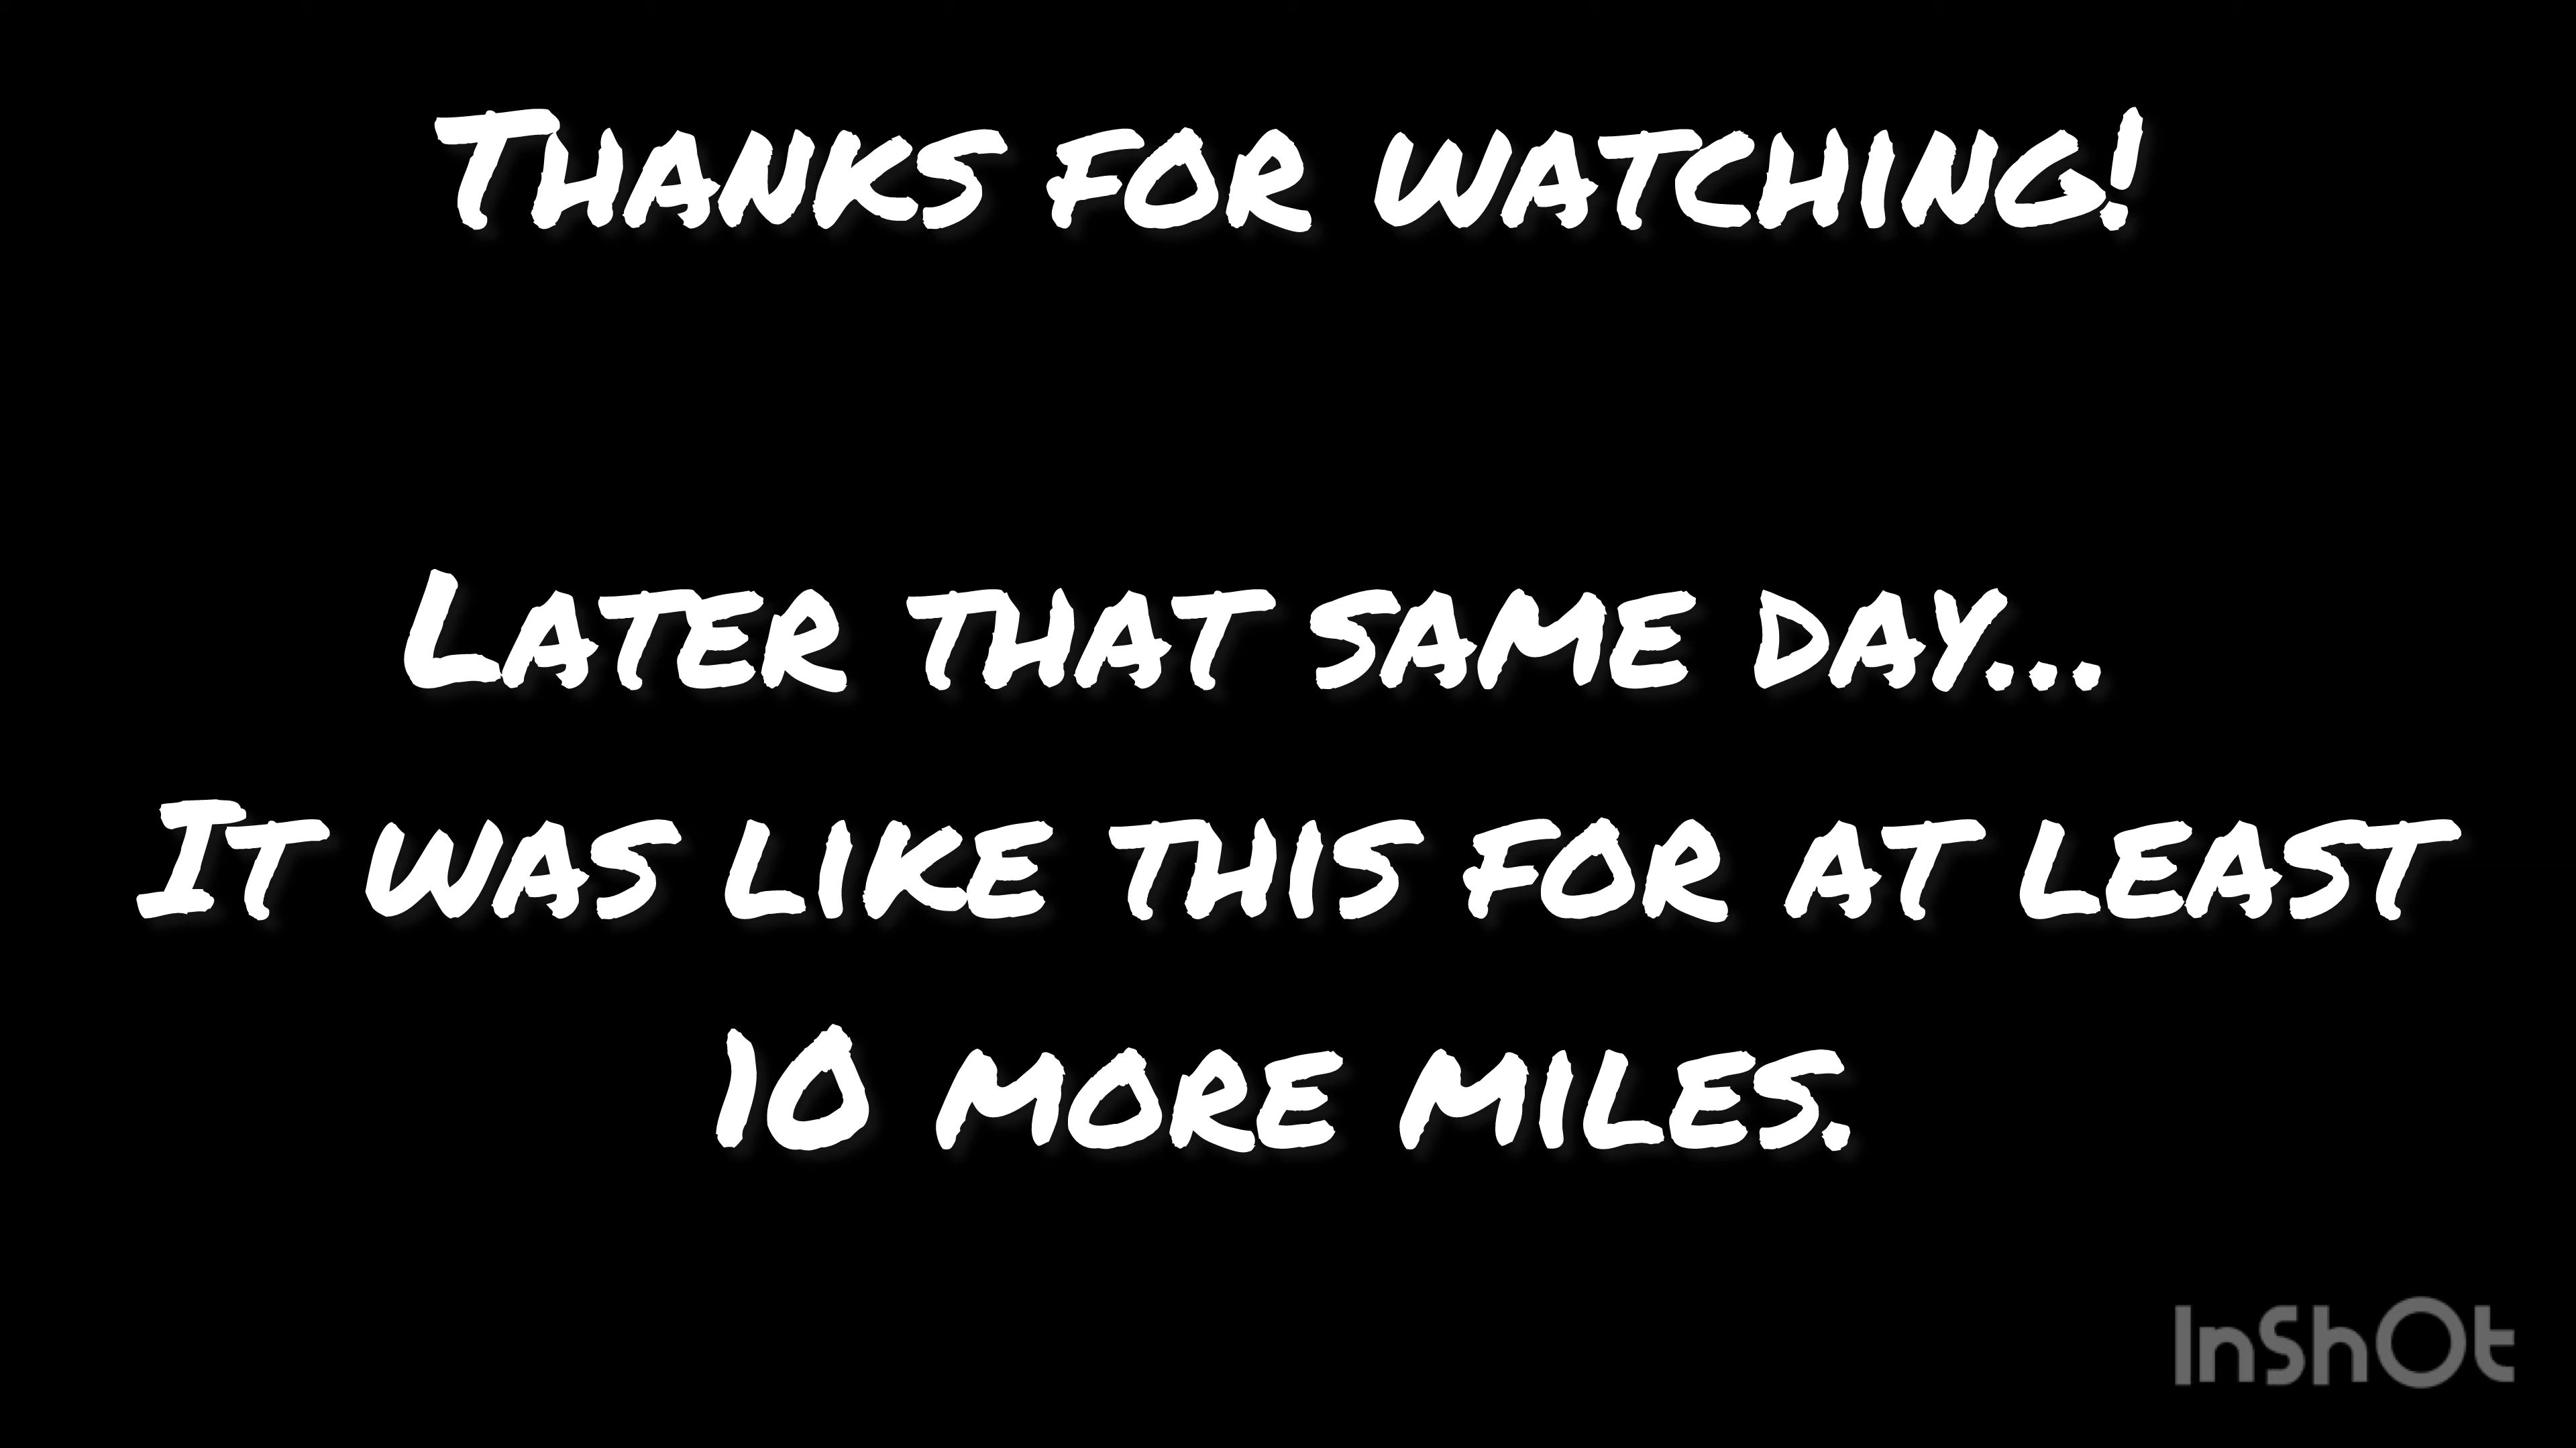 Thanks for watching!
Later that same day...
It was like this for at least
10 more miles.
InShOt